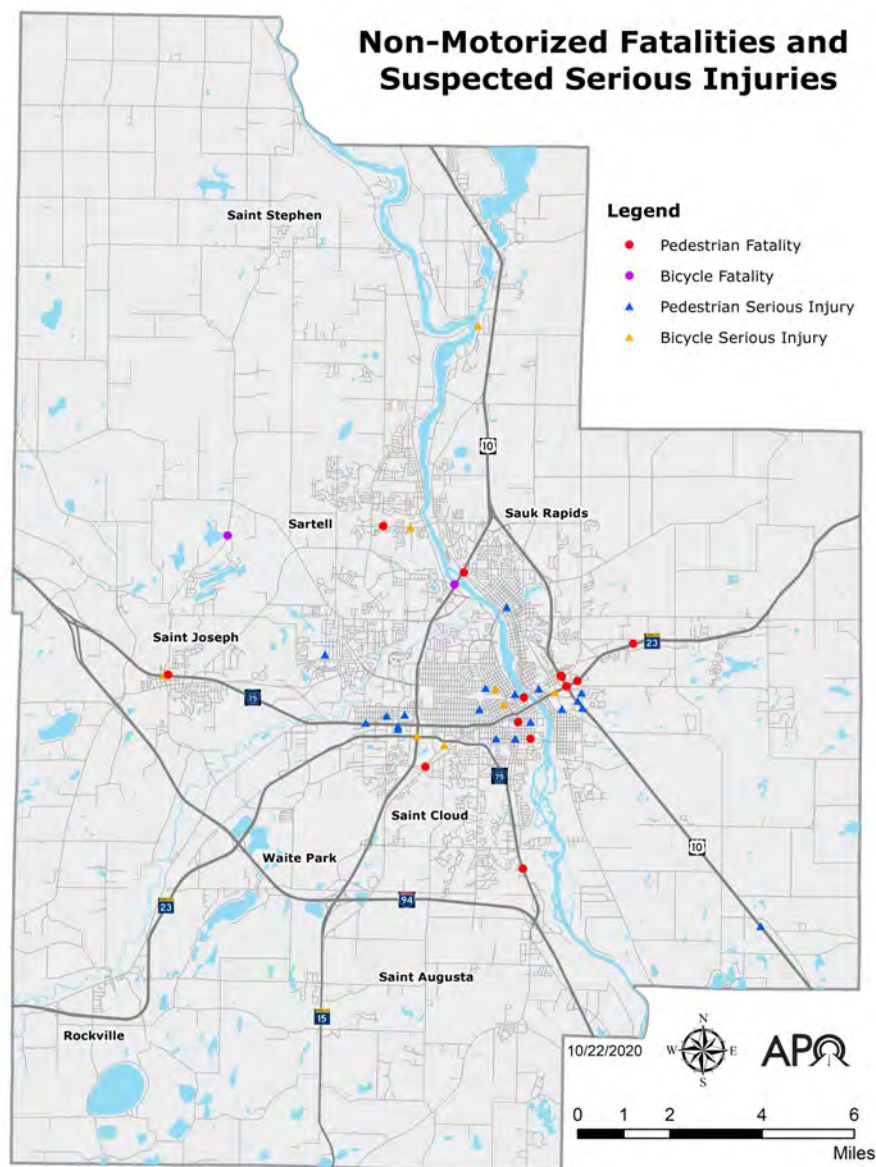 Non-Motorized Fatalities and
Suspected Serious Injuries
Saint Stephen
Legend
Pedestrian Fatality
Bicycle Fatality
Pedestrian Serious Injury
Bicycle Serious Injury
10
Sauk Rapids
Sartell
Saint Joseph
23
75
75
Saint Cloud
Waite Park
10
23
94
Saint Augusta
15
Rockville
10/22/2020
N
W
E
S
APO
0 1 2 4 6
Miles